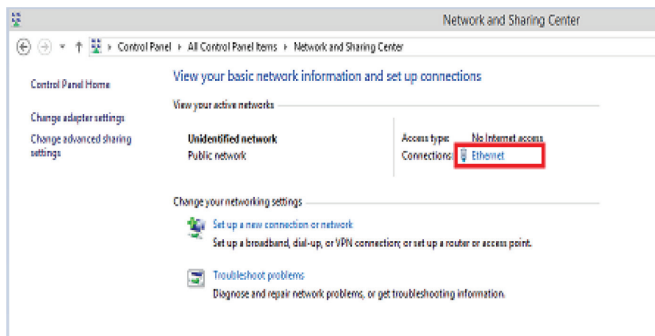 Network and Sharing Center
Control Panel ▸ All Control Panel Items ▸ Network and Sharing Center
Control Panel Home
Change adapter settings
Change advanced sharing
settings
View your basic network information and set up connections
View your active networks
Unidentified network
Public network
Access type: No Internet access
Connections: Ethernet
Change your networking settings
Set up a new connection or network
Set up a broadband, dial-up, or VPN connection; or set up a router or access point.
Troubleshoot problems
Diagnose and repair network problems, or get troubleshooting information.